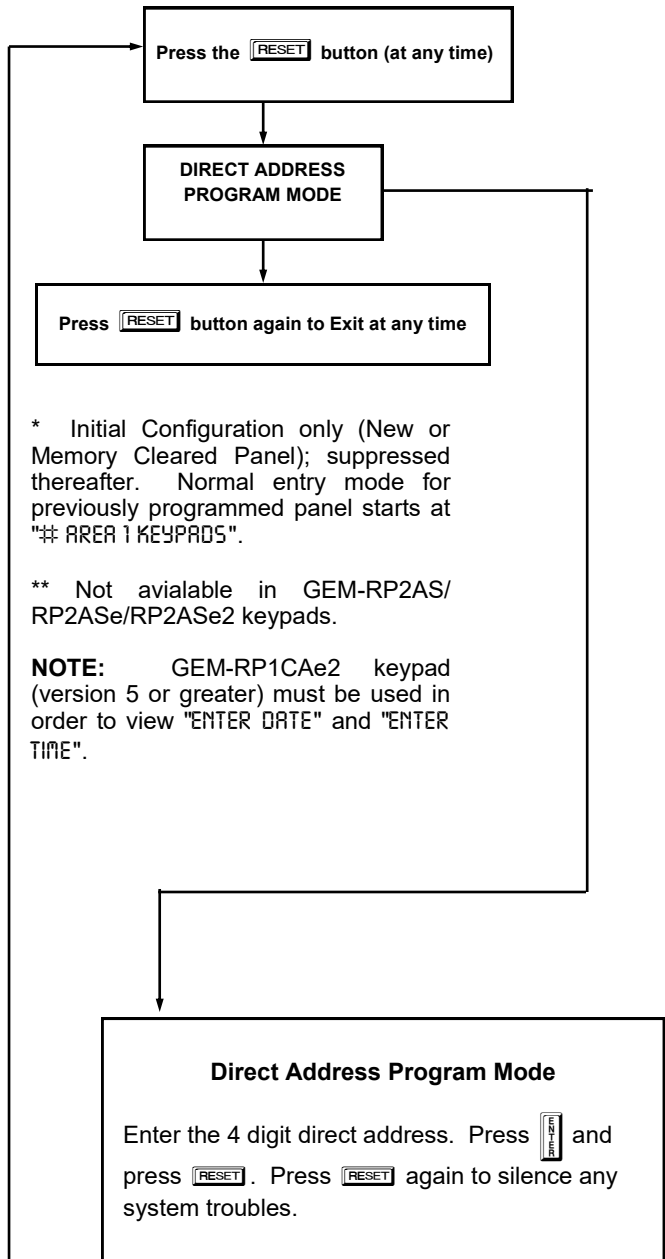 Press the RESET button (at any time)
DIRECT ADDRESS
PROGRAM MODE
Press RESET button again to Exit at any time
* Initial Configuration only (New or
Memory Cleared Panel); suppressed
thereafter. Normal entry mode for
previously programmed panel starts at
"# AREA 1 KEYPADS".
** Not avialable in GEM-RP2AS/
RP2ASe/RP2ASe2 keypads.
NOTE: GEM-RP1CAe2 keypad
(version 5 or greater) must be used in
order to view "ENTER DATE" and "ENTER
TIME".
Direct Address Program Mode
Enter the 4 digit direct address. Press ENTER and
press RESET. Press RESET again to silence any
system troubles.